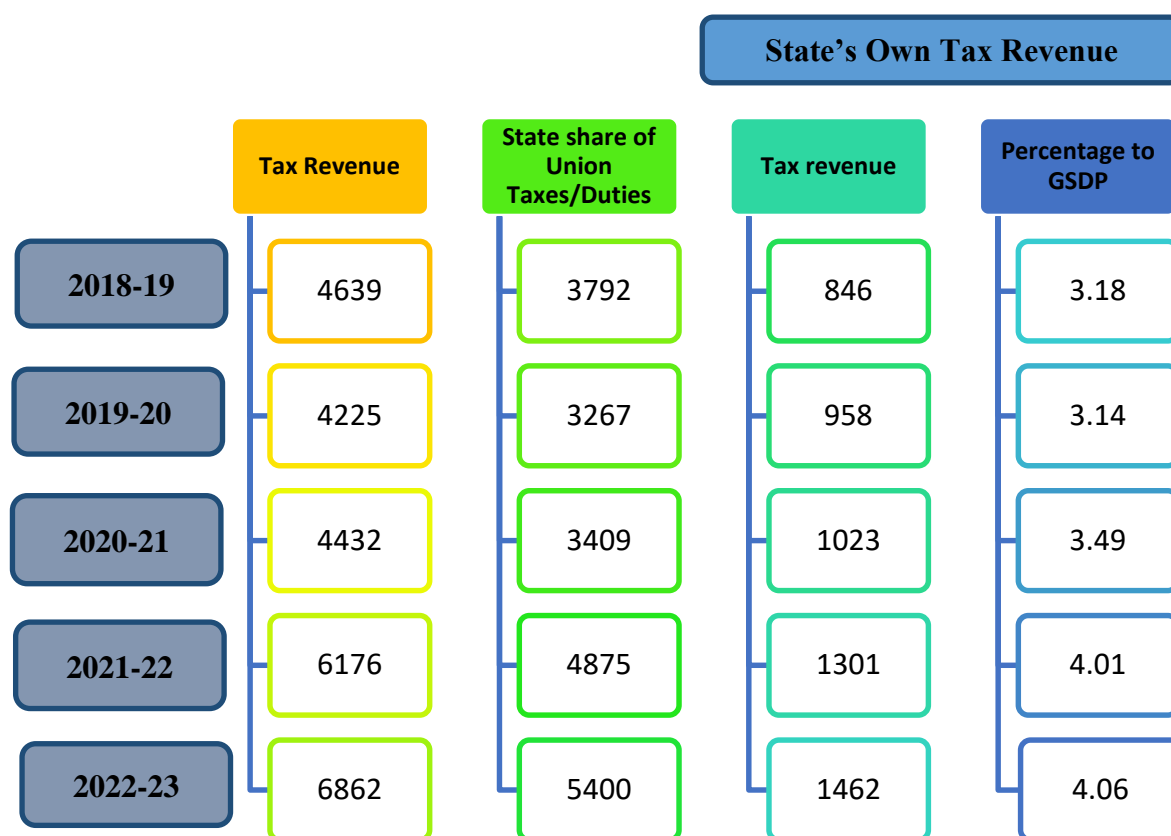 State’s Own Tax Revenue
Tax Revenue
State share of
Union
Taxes/Duties
Tax revenue
Percentage to
GSDP
2018-19 4639 3792 846 3.18
2019-20 4225 3267 958 3.14
2020-21 4432 3409 1023 3.49
2021-22 6176 4875 1301 4.01
2022-23 6862 5400 1462 4.06